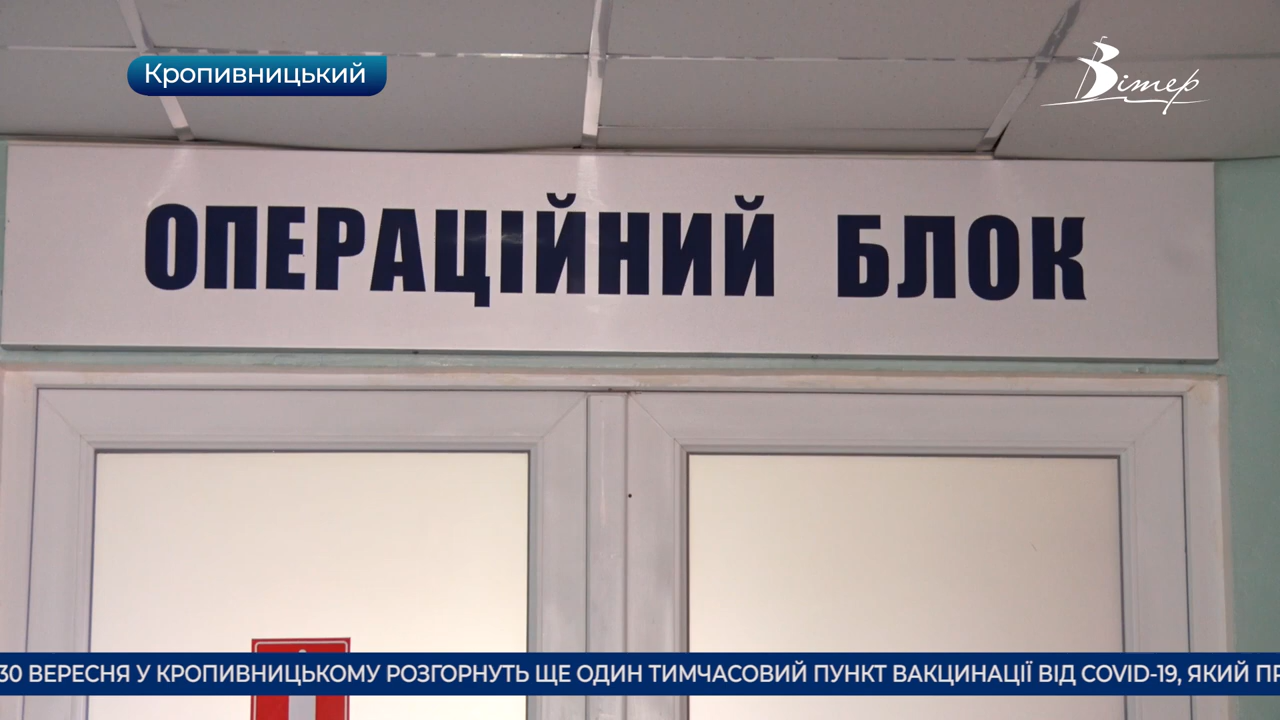 Кропивницький
Вітер
ОПЕРАЦІЙНИЙ БЛОК
30 ВЕРЕСНЯ У КРОПИВНИЦЬКОМУ РОЗГОРНУТЬ ЩЕ ОДИН ТИМЧАСОВИЙ ПУНКТ ВАКЦИНАЦІЇ ВІД COVID-19, ЯКИЙ ПР